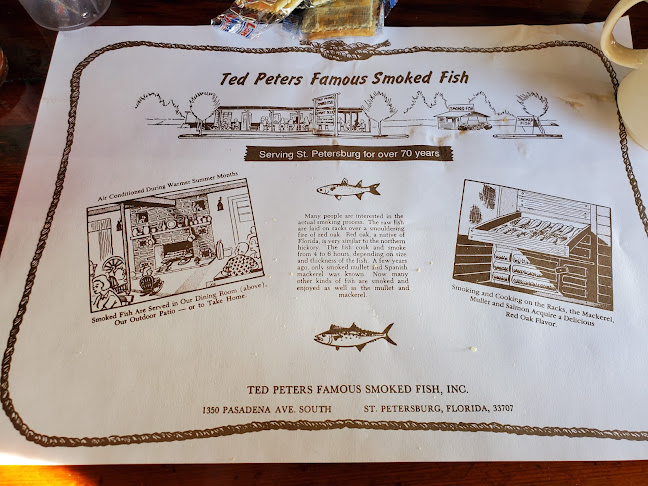 Ted Peters Famous Smoked Fish
SMOKED FISH
SMOKED FISH
Serving St. Petersburg for over 70 years
Air Conditioned During Warmer Summer Months
Smoked Fish Are Served in Our Dining Room (above),
Our Outdoor Patio — or to Take Home.
Many people are interested in the
actual smoking process. The raw fish
are laid on racks over a smouldering
fire of red oak. Red oak, a native of
Florida, is very similar to the northern
hickory. The fish cook and smoke
from 4 to 6 hours, depending on size
and thickness of the fish. A few years
ago, only smoked mullet and Spanish
mackerel was known. Now many
other kinds of fish are smoked and
enjoyed as well as the mullet and
mackerel.
Smoking and Cooking on the Racks, the Mackerel,
Mullet and Salmon Acquire a Delicious
Red Oak Flavor.
TED PETERS FAMOUS SMOKED FISH, INC.
1350 PASADENA AVE. SOUTH ST. PETERSBURG, FLORIDA, 33707